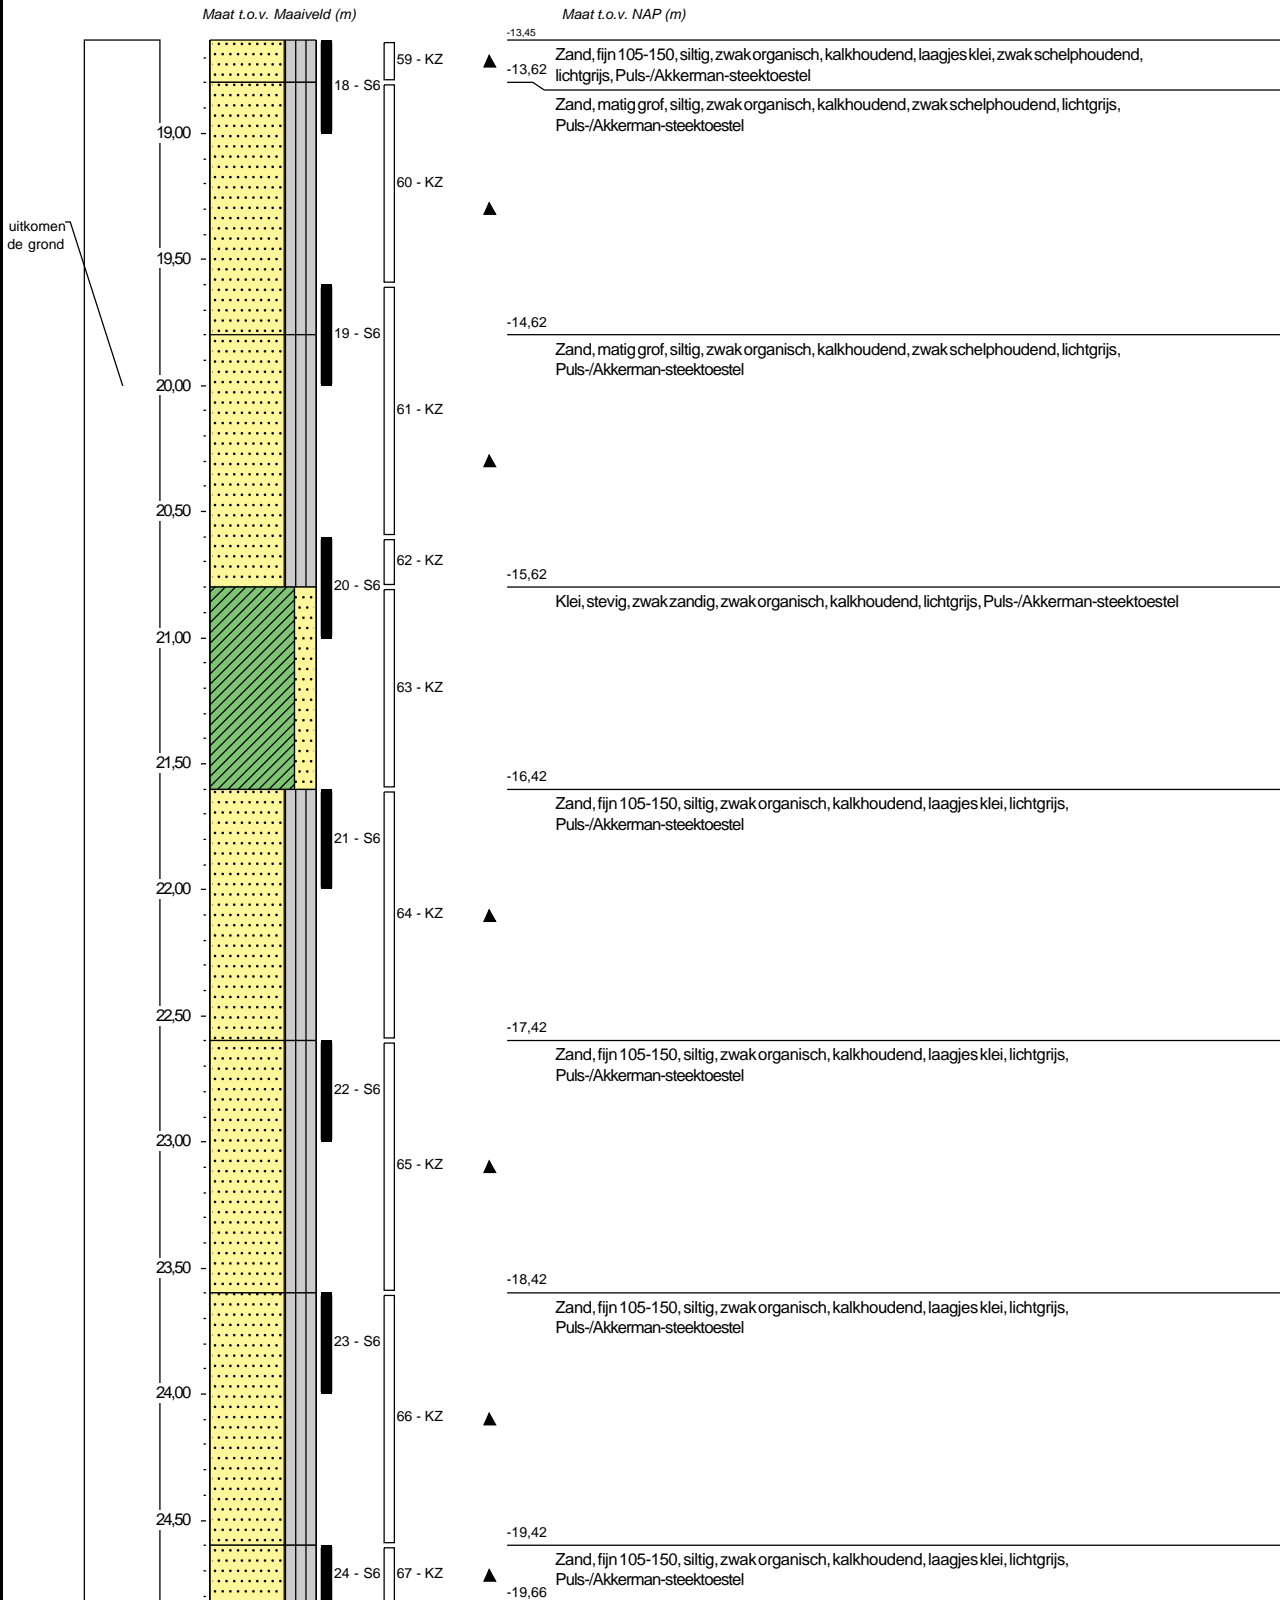 Maat t.o.v. Maaiveld (m)
Maat t.o.v. NAP (m)
-13,45
59 - KZ
Zand, fijn 105-150, siltig, zwak organisch, kalkhoudend, laagjes klei, zwak schelphoudend,
-13,62
lichtgrijs, Puls-/Akkerman-steektoestel
18 - S6
Zand, matig grof, siltig, zwak organisch, kalkhoudend, zwak schelphoudend, lichtgrijs,
Puls-/Akkerman-steektoestel
19,00
60 - KZ
uitkomen
de grond
19,50
-14,62
19 - S6
Zand, matig grof, siltig, zwak organisch, kalkhoudend, zwak schelphoudend, lichtgrijs,
Puls-/Akkerman-steektoestel
20,00
61 - KZ
20,50
62 - KZ
-15,62
20 - S6
Klei, stevig, zwak zandig, zwak organisch, kalkhoudend, lichtgrijs, Puls-/Akkerman-steektoestel
21,00
63 - KZ
21,50
-16,42
Zand, fijn 105-150, siltig, zwak organisch, kalkhoudend, laagjes klei, lichtgrijs,
Puls-/Akkerman-steektoestel
21 - S6
22,00
64 - KZ
22,50
-17,42
Zand, fijn 105-150, siltig, zwak organisch, kalkhoudend, laagjes klei, lichtgrijs,
Puls-/Akkerman-steektoestel
22 - S6
23,00
65 - KZ
23,50
-18,42
Zand, fijn 105-150, siltig, zwak organisch, kalkhoudend, laagjes klei, lichtgrijs,
Puls-/Akkerman-steektoestel
23 - S6
24,00
66 - KZ
24,50
-19,42
Zand, fijn 105-150, siltig, zwak organisch, kalkhoudend, laagjes klei, lichtgrijs,
24 - S6
67 - KZ
Puls-/Akkerman-steektoestel
-19,66